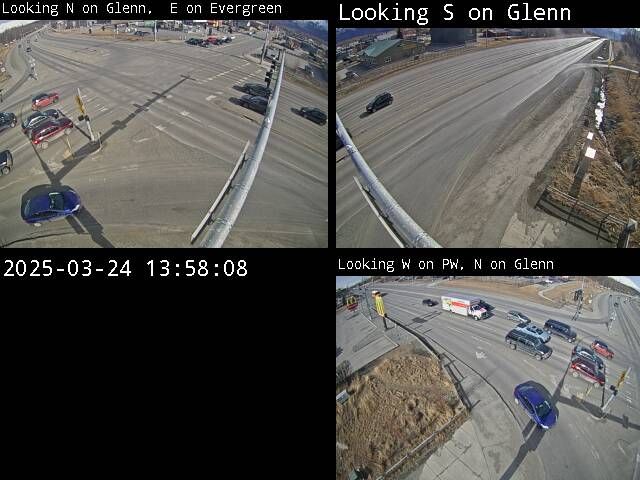 Looking N on Glenn,  E on Evergreen
Looking S on Glenn
2025-03-24 13:58:08
Looking W on PW, N on Glenn